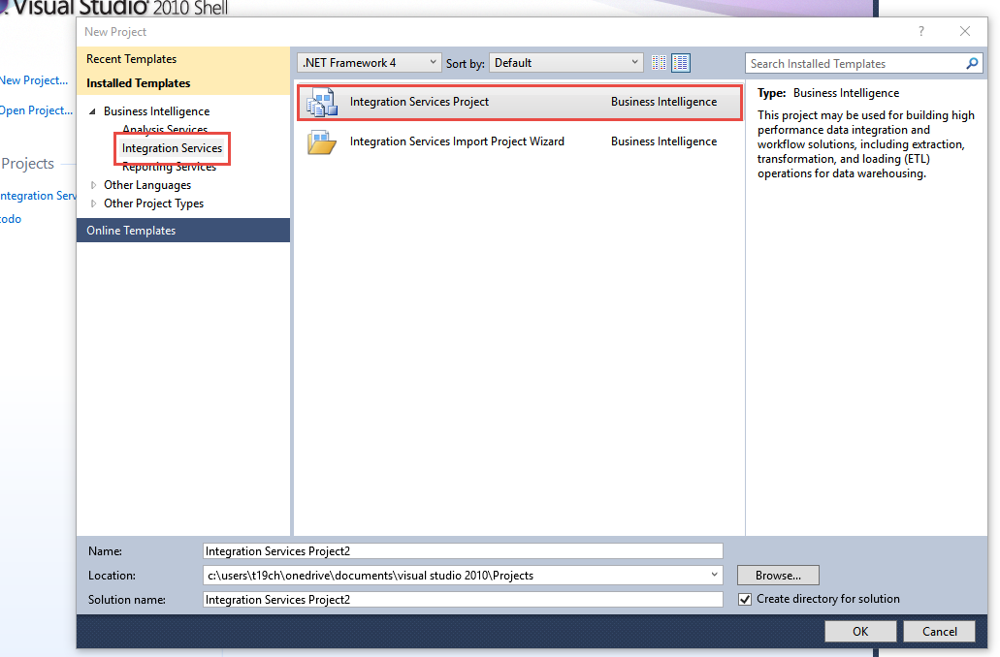 Visual Studio 2010 Shell
New Project
?
New Project...
Open Project...
Projects
Integration Serv
Recent Templates
Installed Templates
Business Intelligence
Analysis Services
Integration Services
Reporting Services
Other Languages
Other Project Types
Online Templates
.NET Framework 4 Sort by: Default
Integration Services Project Business Intelligence
Integration Services Import Project Wizard Business Intelligence
Search Installed Templates
Type: Business Intelligence
This project may be used for building high
performance data integration and
workflow solutions, including extraction,
transformation, and loading (ETL)
operations for data warehousing.
Name: Integration Services Project2
Location: c:\users\t19ch\onedrive\documents\visual studio 2010\Projects Browse...
Solution name: Integration Services Project2 Create directory for solution
OK Cancel